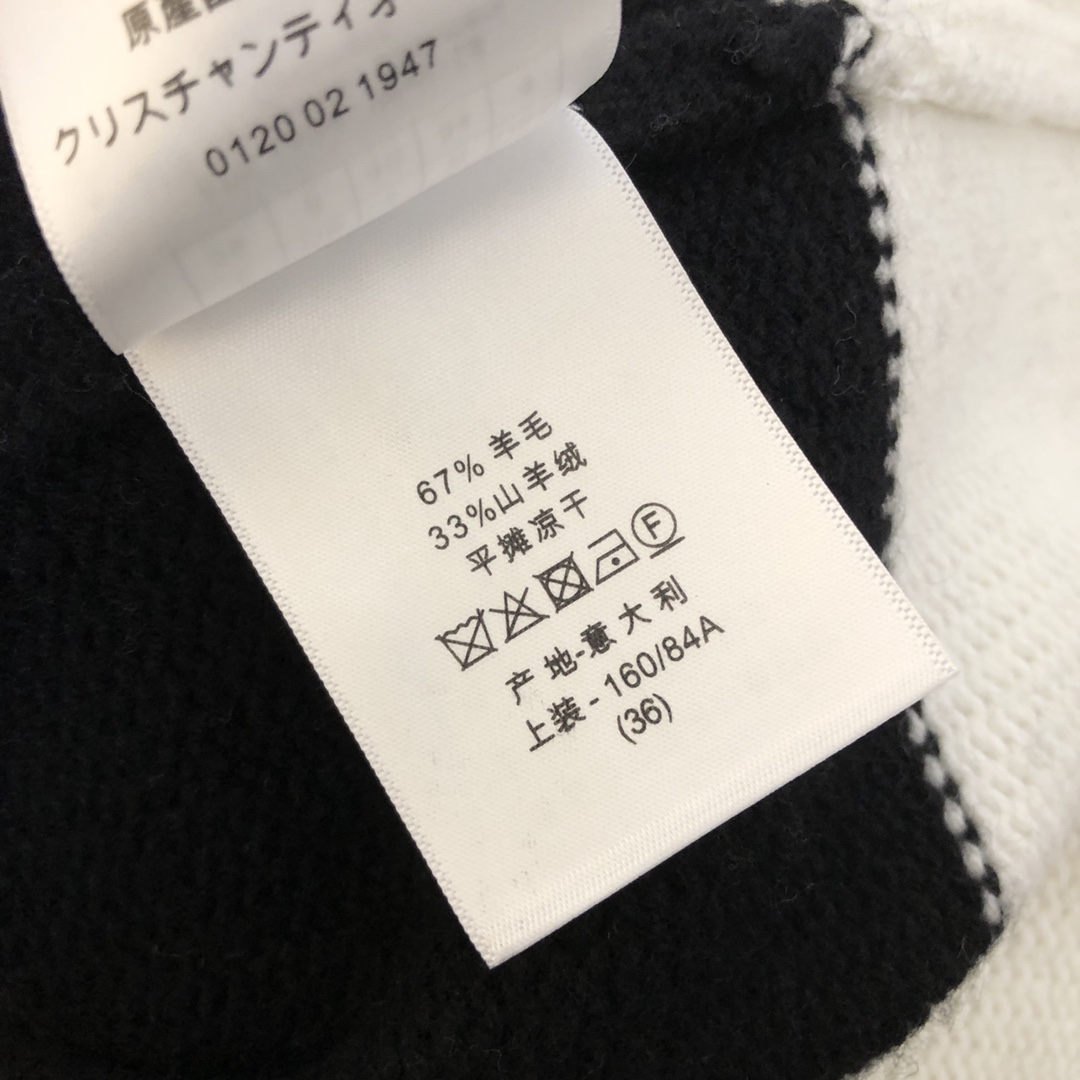 原産
クリスチャンディオ
0120 02 1947
67% 羊毛
33%山羊绒
平摊凉干
F
产地-意大利
上装-160/84A
(36)